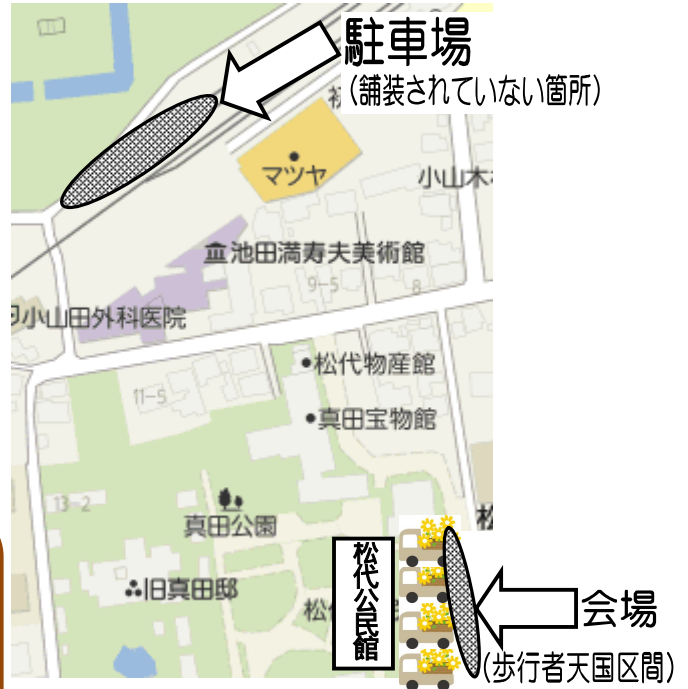 駐車場
(舗装されていない箇所)
マツヤ
小山木
池田満寿夫美術館
9-5
8
小山田外科医院
松代物産館
11-5
真田宝物館
13-2
真田公園
松代公民館
旧真田邸
会場
(歩行者天国区間)